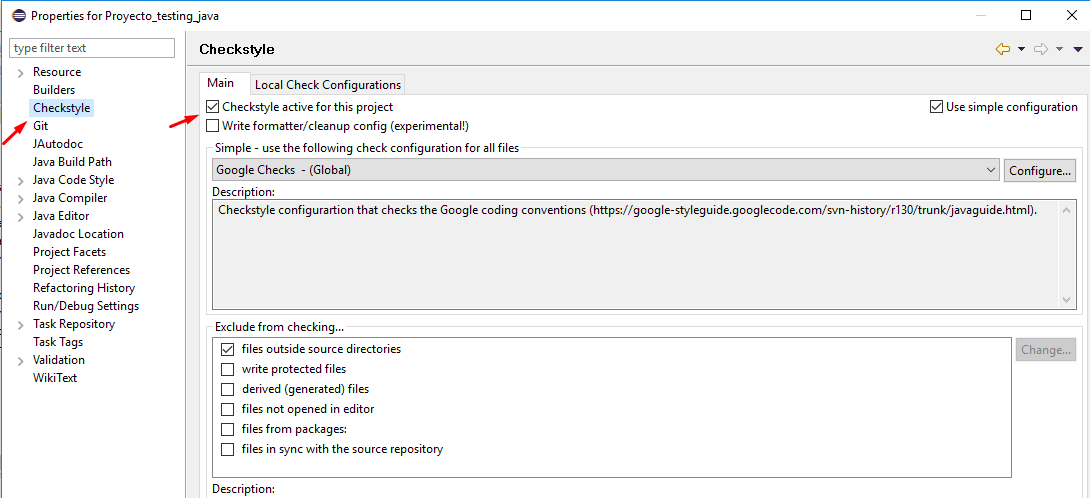 Properties for Proyecto_testing_java
type filter text
Resource
Builders
Checkstyle
Git
JAutodoc
Java Build Path
Java Code Style
Java Compiler
Java Editor
Javadoc Location
Project Facets
Project References
Refactoring History
Run/Debug Settings
Task Repository
Task Tags
Validation
WikiText
Checkstyle
Main
Local Check Configurations
Checkstyle active for this project
Use simple configuration
Write formatter/cleanup config (experimental!)
Simple - use the following check configuration for all files
Google Checks - (Global)
Configure...
Description:
Checkstyle configurartion that checks the Google coding conventions (https://google-styleguide.googlecode.com/svn-history/r130/trunk/javaguide.html).
Exclude from checking...
files outside source directories
Change...
write protected files
derived (generated) files
files not opened in editor
files from packages:
files in sync with the source repository
Description: